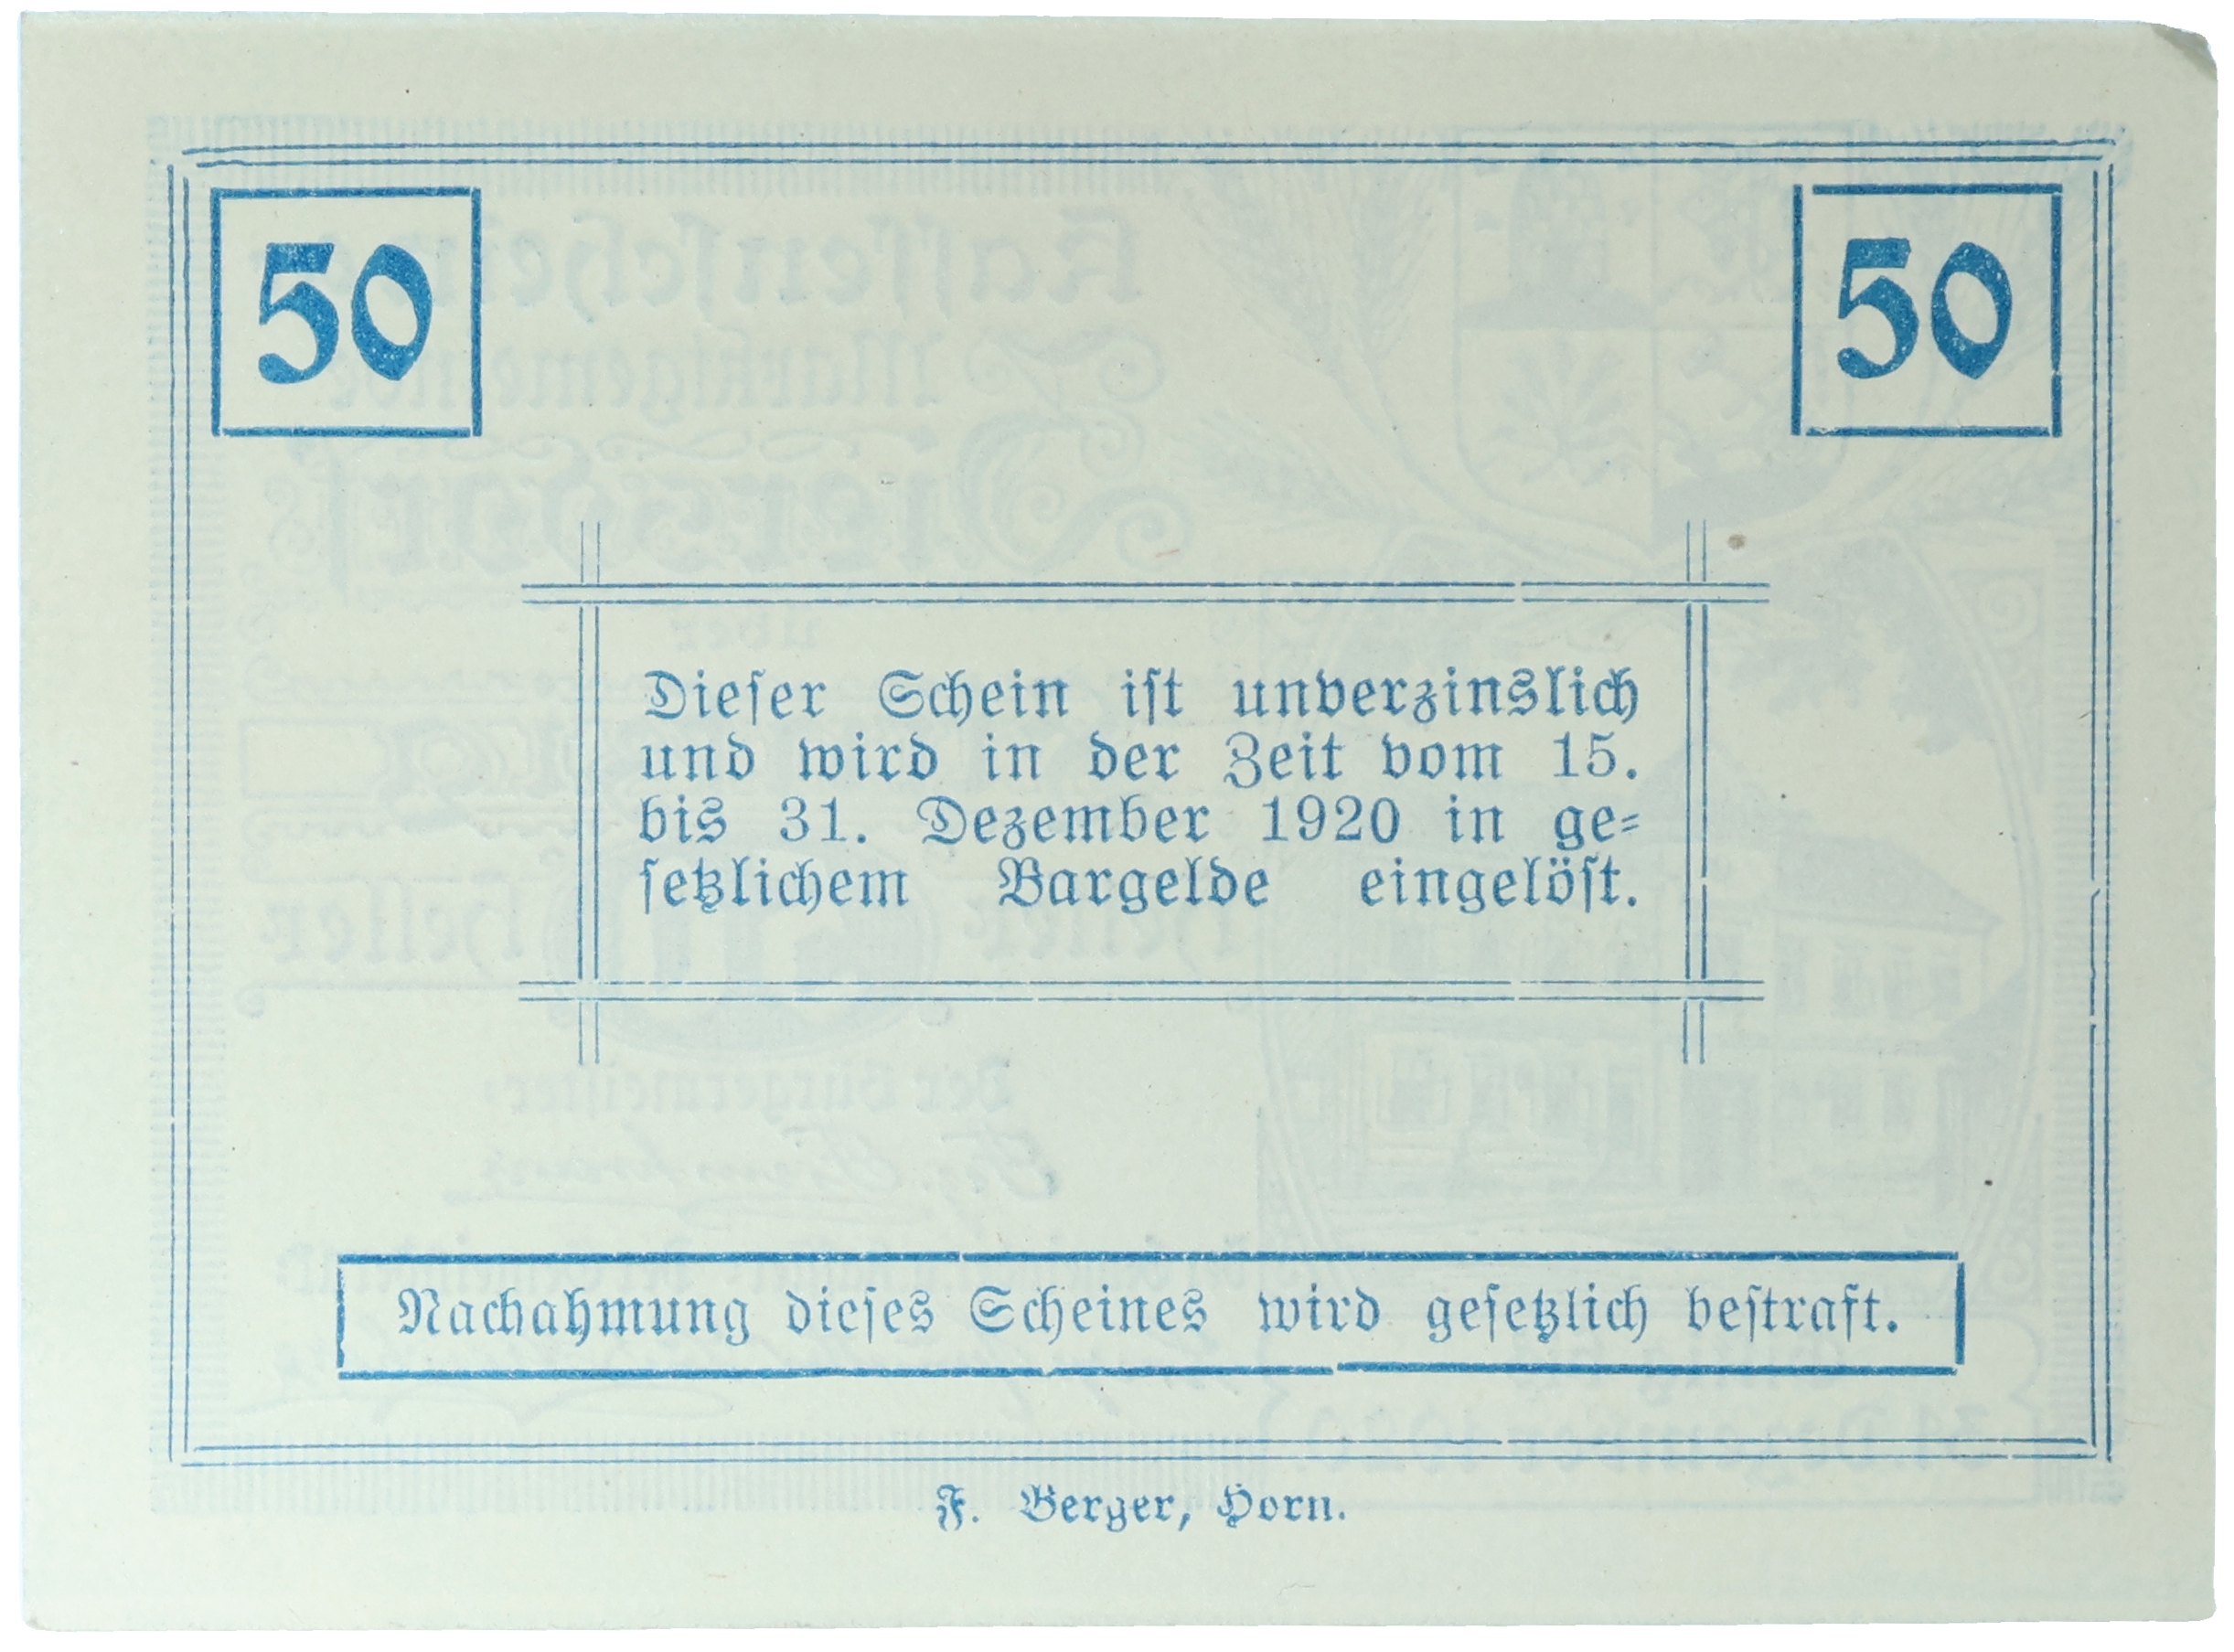 50
50
Dieſer Schein iſt unverzinslich
und wird in der Zeit vom 15.
bis 31. Dezember 1920 in ge⸗
ſetzlichem Bargelde eingelöſt.
Nachahmung dieſes Scheines wird geſetzlich beſtraft.
F. Berger, Horn.